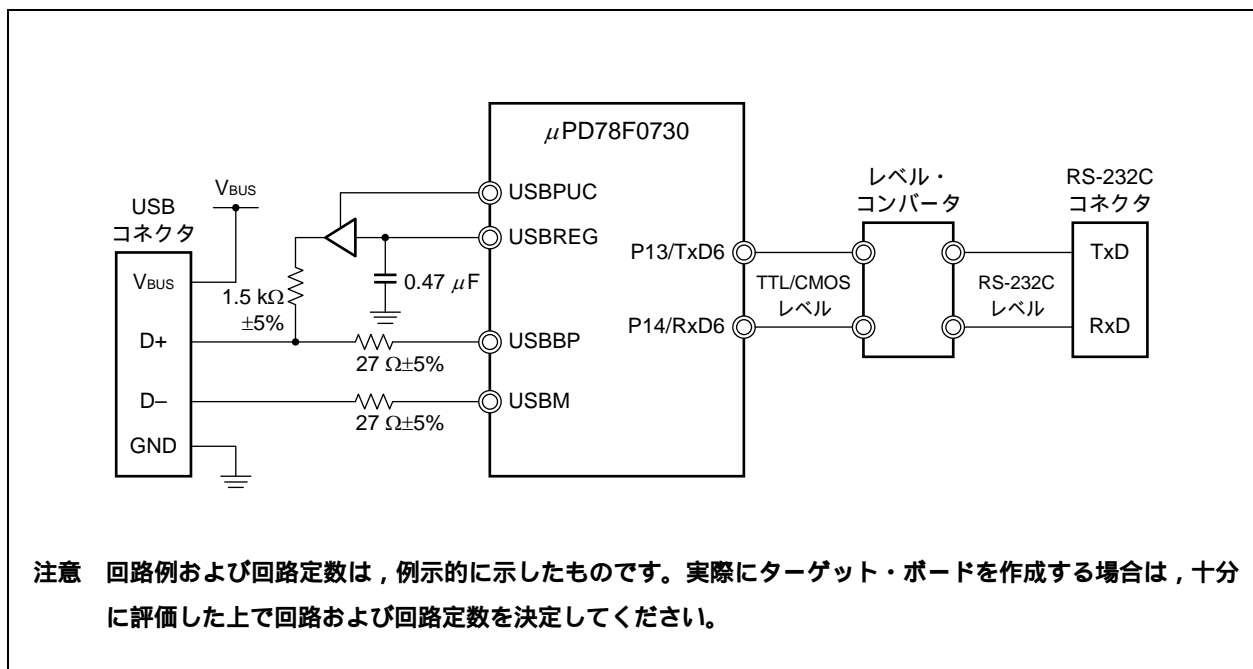 μPD78F0730
USBPUC
USBREG
USBBP
USBM
P13/TxD6
P14/RxD6
USB
コネクタ
VBUS
VBUS
D+
D−
GND
1.5 kΩ
±5%
0.47 μF
27 Ω±5%
27 Ω±5%
TTL/CMOS
レベル
レベル・
コンバータ
RS-232C
レベル
RS-232C
コネクタ
TxD
RxD
注意 回路例および回路定数は，例示的に示したものです。実際にターゲット・ボードを作成する場合は，十分
に評価した上で回路および回路定数を決定してください。